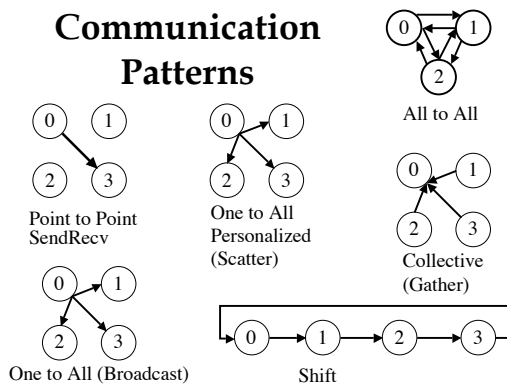 Communication
Patterns
0
1
2
All to All
0
1
2
3
Point to Point
SendRecv
0
1
2
3
One to All
Personalized
(Scatter)
0
1
2
3
Collective
(Gather)
0
1
2
3
One to All (Broadcast)
0
1
2
3
Shift